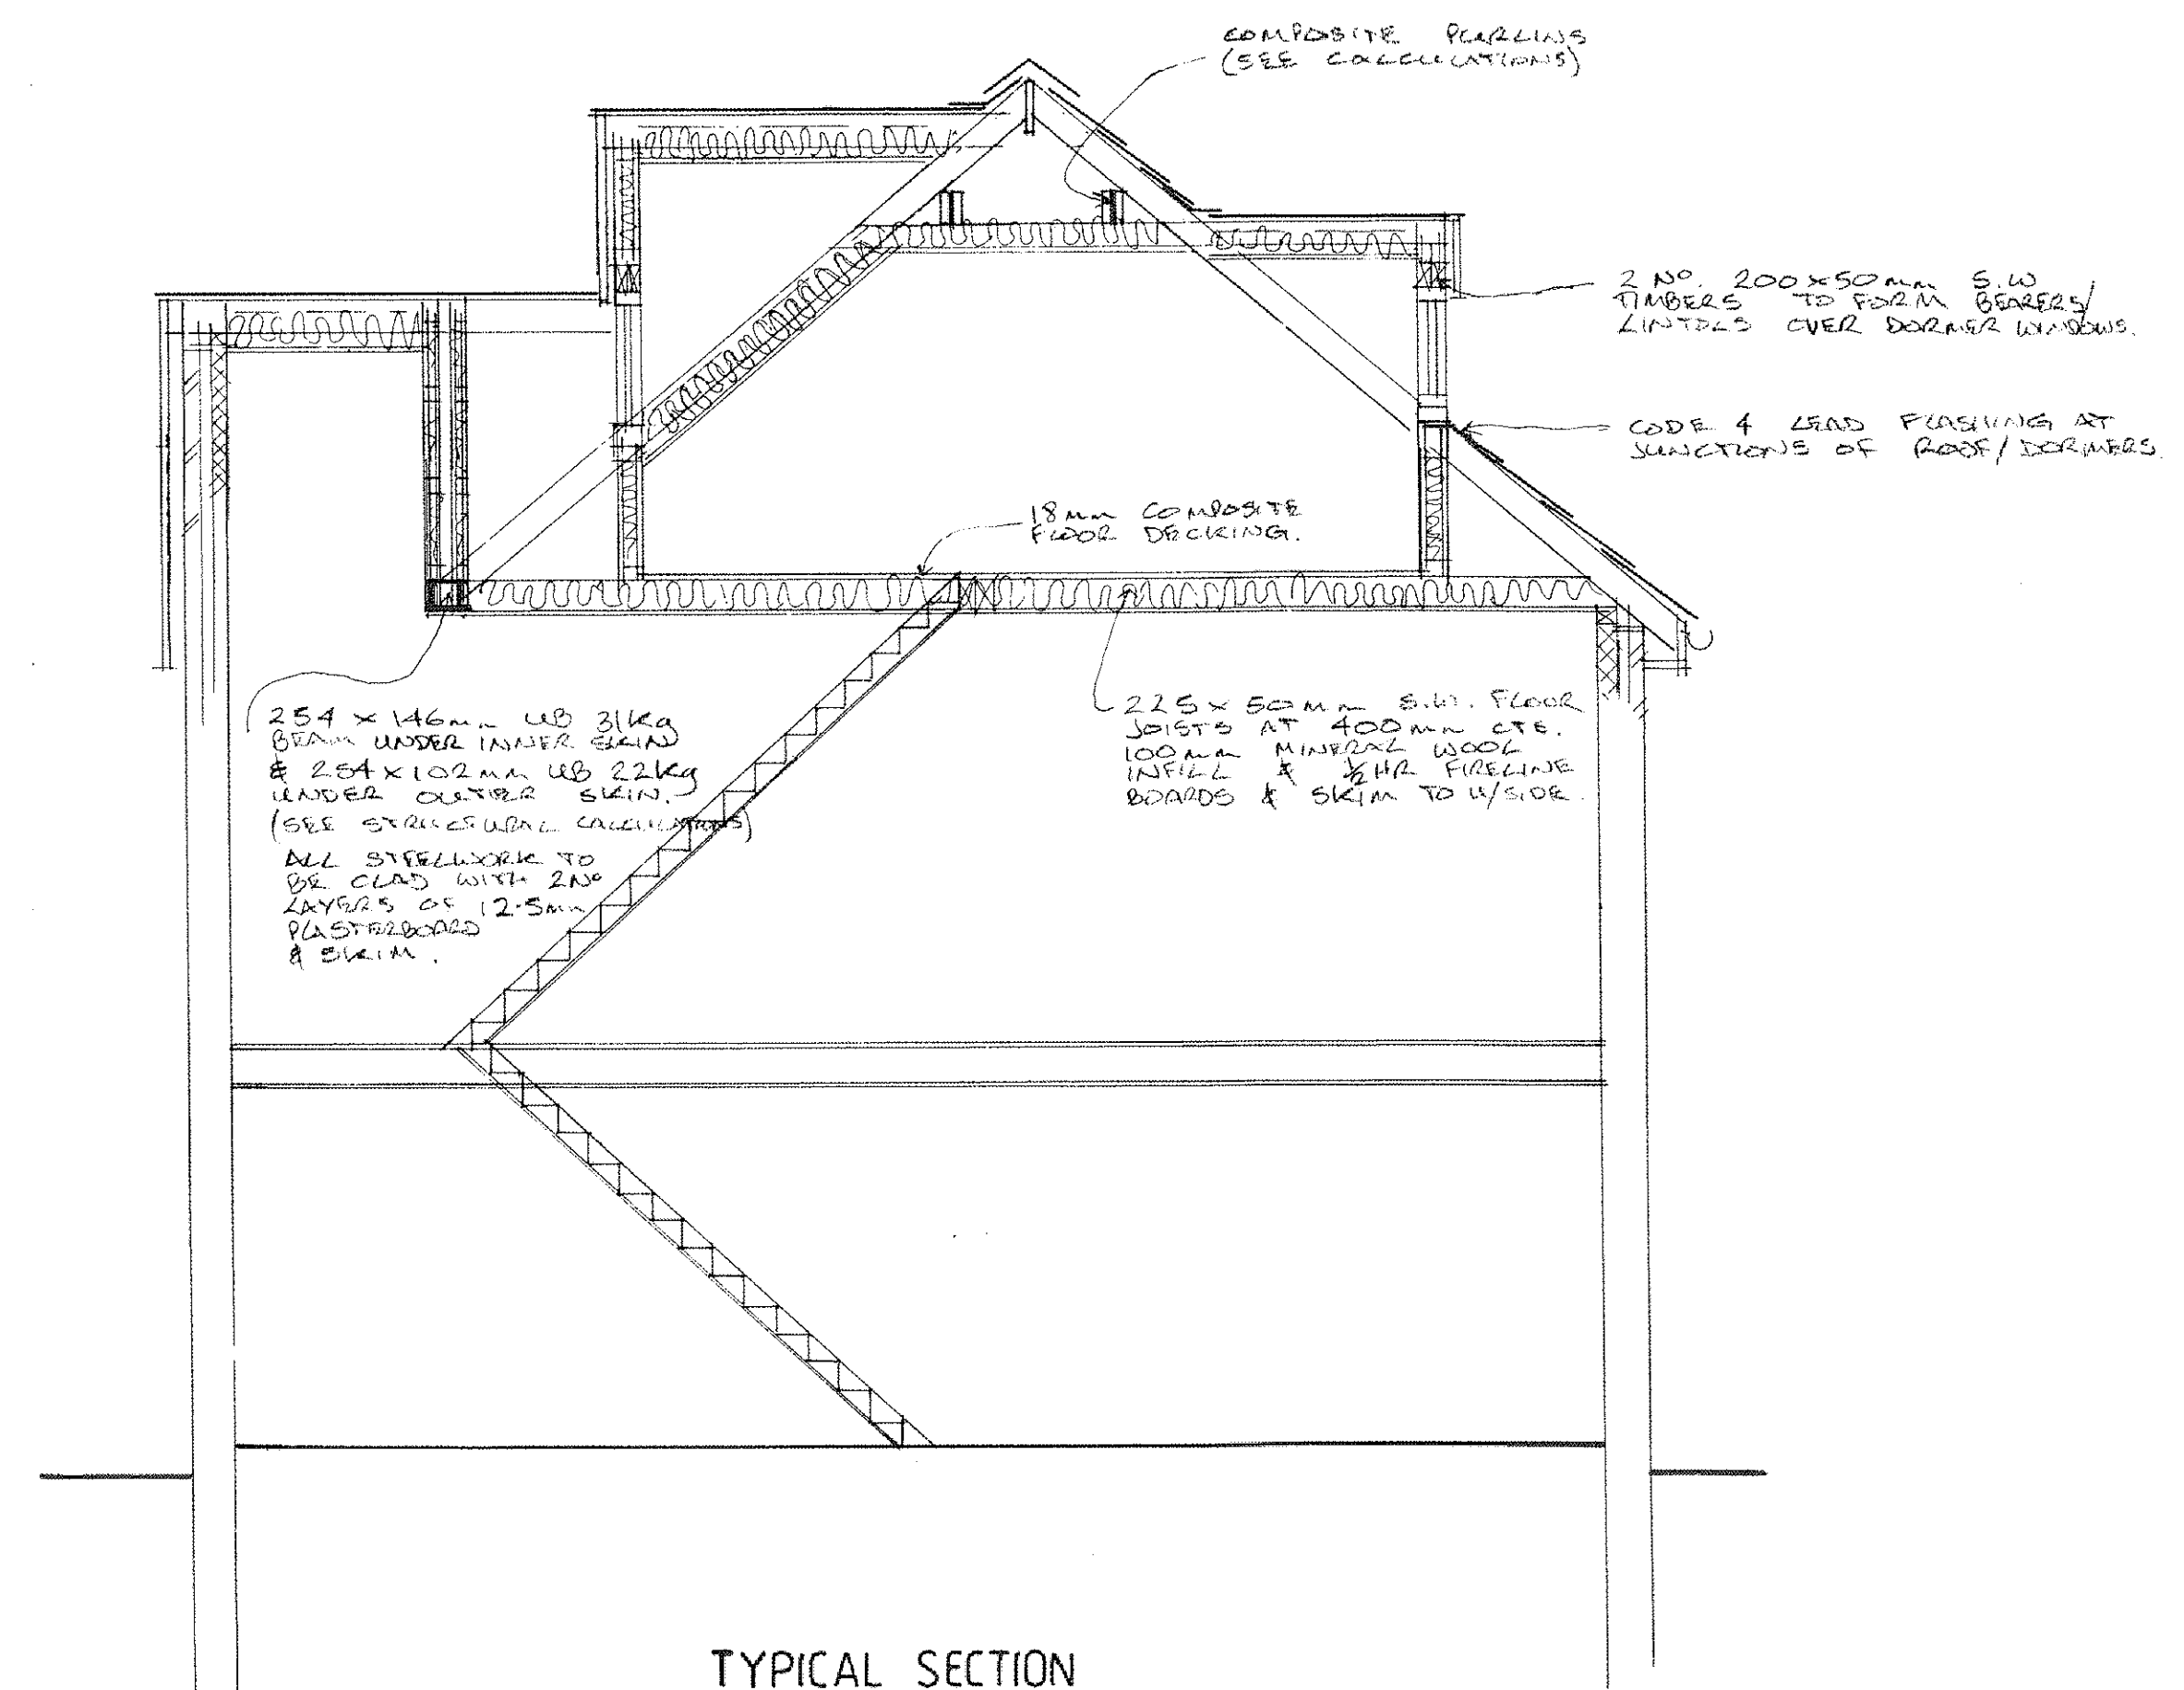 COMPOSITE PURLINS
(SEE CALCULATIONS)
2 NO. 200x50mm S.W
TIMBERS TO FORM BEARERS/
LINTOLS OVER DORMER WINDOWS.
CODE 4 LEAD FLASHING AT
JUNCTIONS OF ROOF/DORMERS.
18mm COMPOSITE
FLOOR DECKING.
254 x 146mm UB 31kg
BEAM UNDER INNER SKIN
& 254x102mm UB 22kg
UNDER OUTER SKIN.
(SEE STRUCTURAL CALCULATIONS)
ALL STEELWORK TO
BE CLAD WITH 2NO
LAYERS OF 12.5mm
PLASTERBOARD
& SKIM.
225 x 50mm S.W. FLOOR
JOISTS AT 400mm CTS.
100mm MINERAL WOOL
INFILL & ½HR FIRELINE
BOARDS & SKIM TO U/SIDE.
TYPICAL SECTION